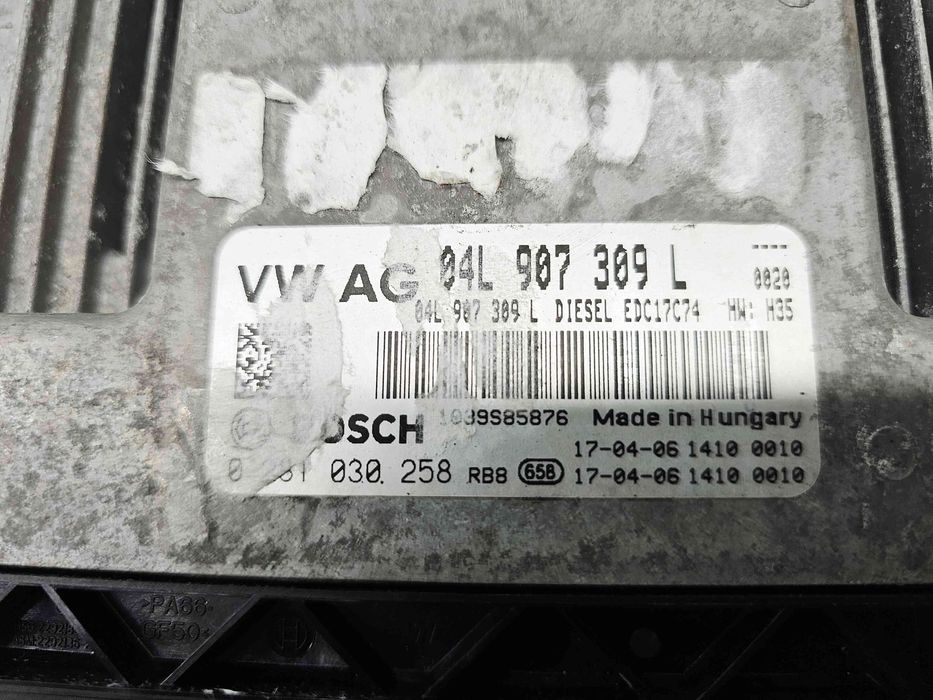 VW AG 04L 907 309 L
0020
04L 907 309 L DIESEL EDC17C74 HW: H35
BOSCH 1039S85876 Made in Hungary
17-04-06 1410 0010
030 258 RB8 658 17-04-06 1410 0010
>PA66-
GF50<